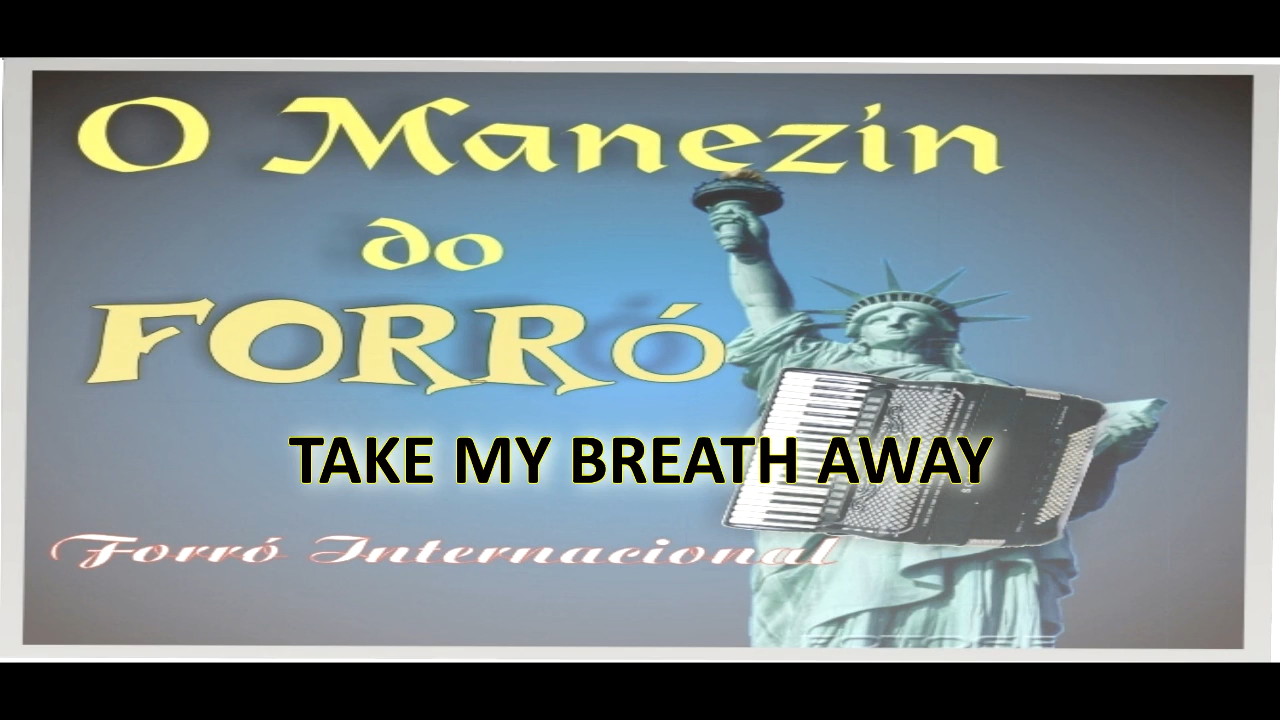 O Manezin
do
FORRÓ
TAKE MY BREATH AWAY
Forró Internacional